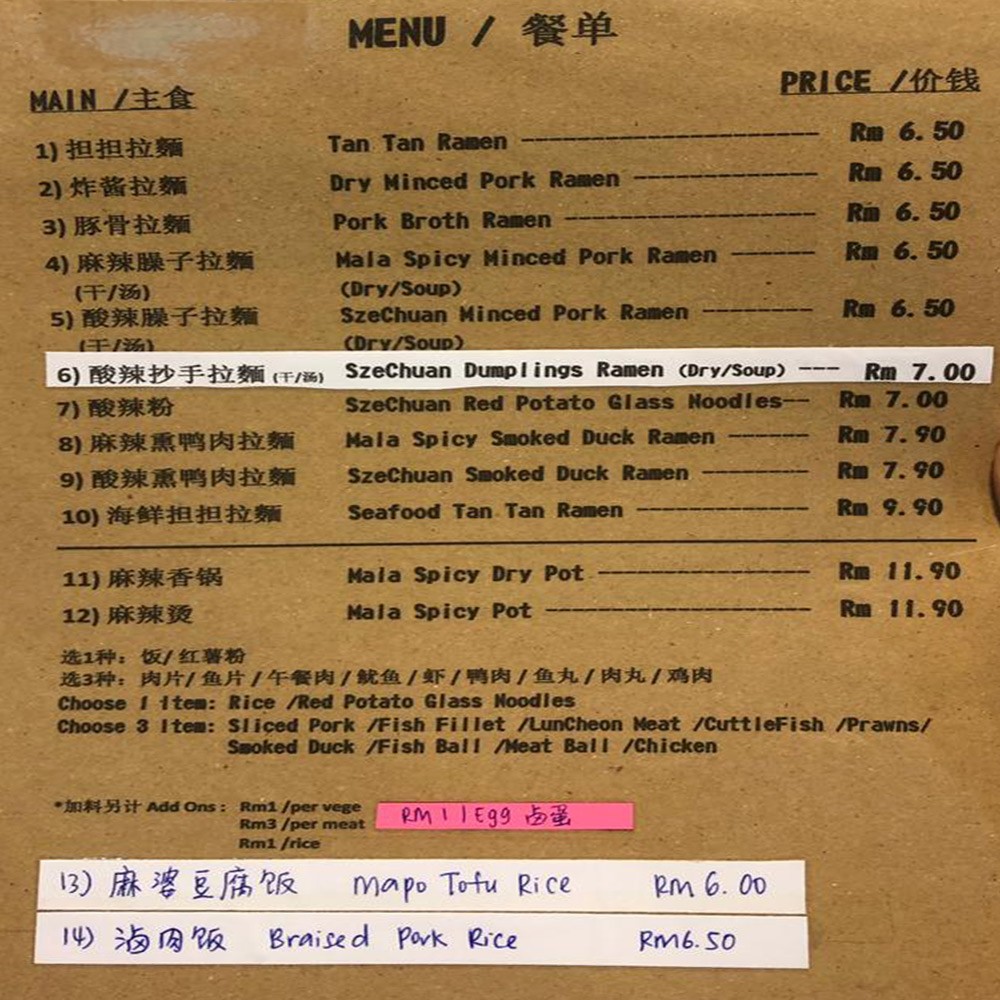 MENU / 餐单
PRICE /价钱
MAIN /主食
1) 担担拉麵 Tan Tan Ramen Rm 6.50
2) 炸酱拉麵 Dry Minced Pork Ramen Rm 6.50
3) 豚骨拉麵 Pork Broth Ramen Rm 6.50
4) 麻辣臊子拉麵 Mala Spicy Minced Pork Ramen Rm 6.50
(干/汤) (Dry/Soup)
5) 酸辣臊子拉麵 SzeChuan Minced Pork Ramen Rm 6.50
(干/汤) (Dry/Soup)
6) 酸辣抄手拉麵 (干/汤) SzeChuan Dumplings Ramen (Dry/Soup) --- Rm 7.00
7) 酸辣粉 SzeChuan Red Potato Glass Noodles-- Rm 7.00
8) 麻辣熏鸭肉拉麵 Mala Spicy Smoked Duck Ramen Rm 7.90
9) 酸辣熏鸭肉拉麵 SzeChuan Smoked Duck Ramen Rm 7.90
10) 海鲜担担拉麵 Seafood Tan Tan Ramen Rm 9.90
11) 麻辣香锅 Mala Spicy Dry Pot Rm 11.90
12) 麻辣烫 Mala Spicy Pot Rm 11.90
选1种: 饭/红薯粉
选3种: 肉片/鱼片/午餐肉/鱿鱼/虾/鸭肉/鱼丸/肉丸/鸡肉
Choose 1 Item: Rice /Red Potato Glass Noodles
Choose 3 Item: Sliced Pork /Fish Fillet /LunCheon Meat /CuttleFish /Prawns/
Smoked Duck /Fish Ball /Meat Ball /Chicken
*加料另计 Add Ons : Rm1 /per vege
Rm3 /per meat RM 1 / Egg 卤蛋
Rm1 /rice
13) 麻婆豆腐饭 Mapo Tofu Rice RM 6.00
14) 滷肉饭 Braised Pork Rice RM6.50